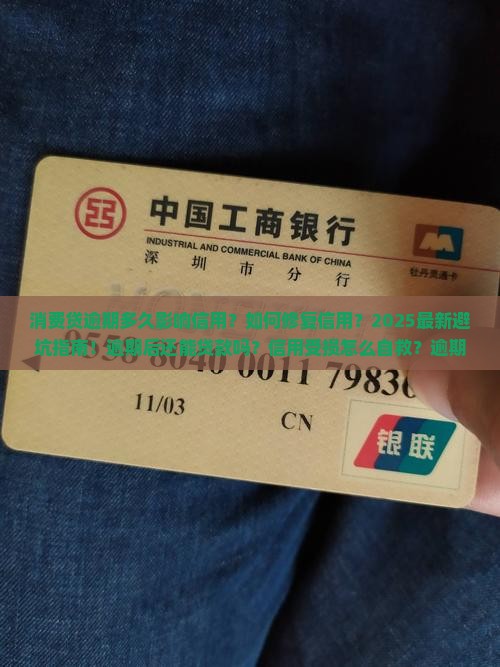 中国工商银行
INDUSTRIAL AND COMMERCIAL BANK OF CHINA
深圳市分行
牡丹灵通卡
消费贷逾期多久影响信用？如何修复信用？2025最新避
坑指南！逾期后还能贷款吗？信用受损怎么自救？逾期
8040 0011 7983
11/03
CN
银联